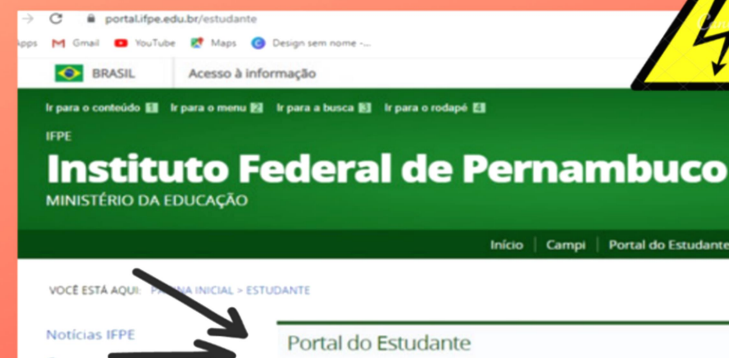 portal.ifpe.edu.br/estudante
Apps Gmail YouTube Maps Design sem nome -...
BRASIL Acesso à informação
Ir para o conteúdo 1 Ir para o menu 2 Ir para a busca 3 Ir para o rodapé 4
IFPE
Instituto Federal de Pernambuco
MINISTÉRIO DA EDUCAÇÃO
Início Campi Portal do Estudante
VOCÊ ESTÁ AQUI: INICIAL > ESTUDANTE
Notícias IFPE
Portal do Estudante